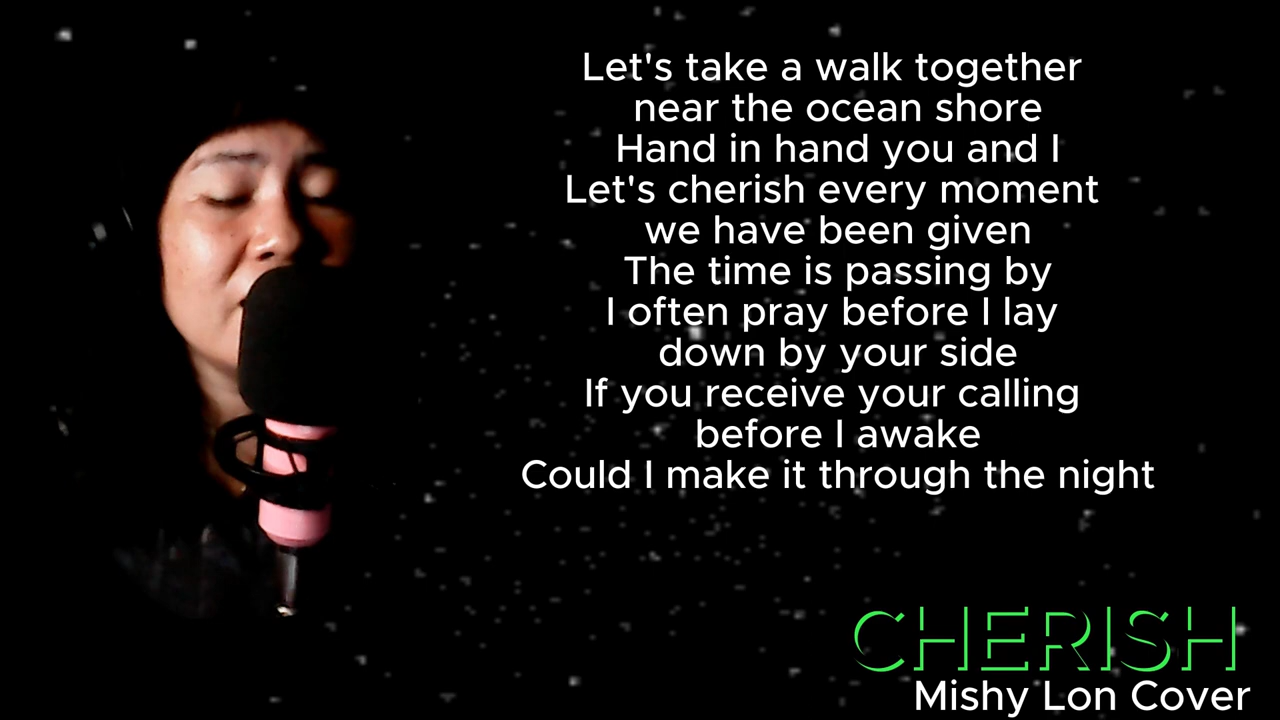 Let's take a walk together
near the ocean shore
Hand in hand you and I
Let's cherish every moment
we have been given
The time is passing by
I often pray before I lay
down by your side
If you receive your calling
before I awake
Could I make it through the night
CHERISH
Mishy Lon Cover